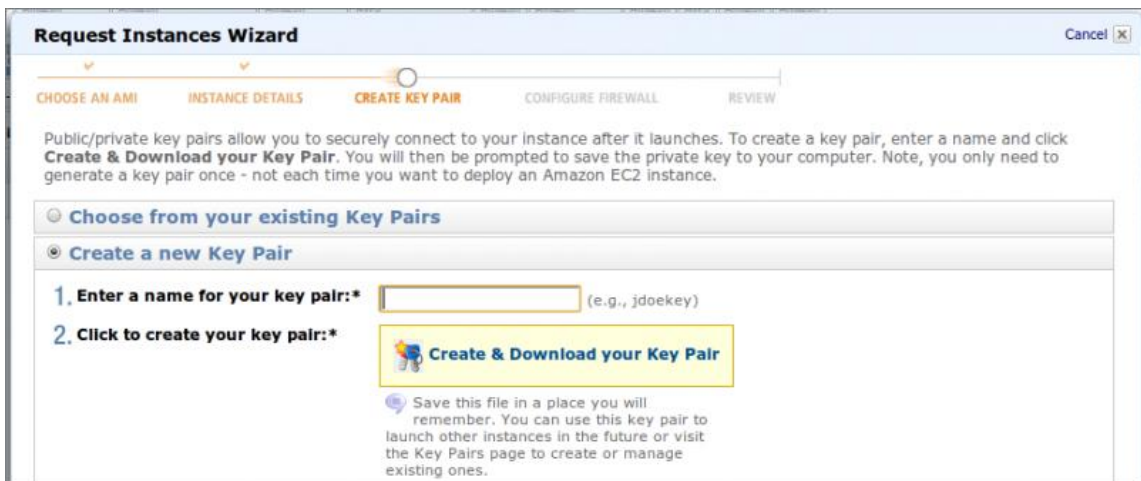 Request Instances Wizard
Cancel
CHOOSE AN AMI INSTANCE DETAILS CREATE KEY PAIR CONFIGURE FIREWALL REVIEW
Public/private key pairs allow you to securely connect to your instance after it launches. To create a key pair, enter a name and click
Create & Download your Key Pair. You will then be prompted to save the private key to your computer. Note, you only need to
generate a key pair once - not each time you want to deploy an Amazon EC2 instance.
Choose from your existing Key Pairs
Create a new Key Pair
1. Enter a name for your key pair:* (e.g., jdoekey)
2. Click to create your key pair:*
Create & Download your Key Pair
Save this file in a place you will
remember. You can use this key pair to
launch other instances in the future or visit
the Key Pairs page to create or manage
existing ones.